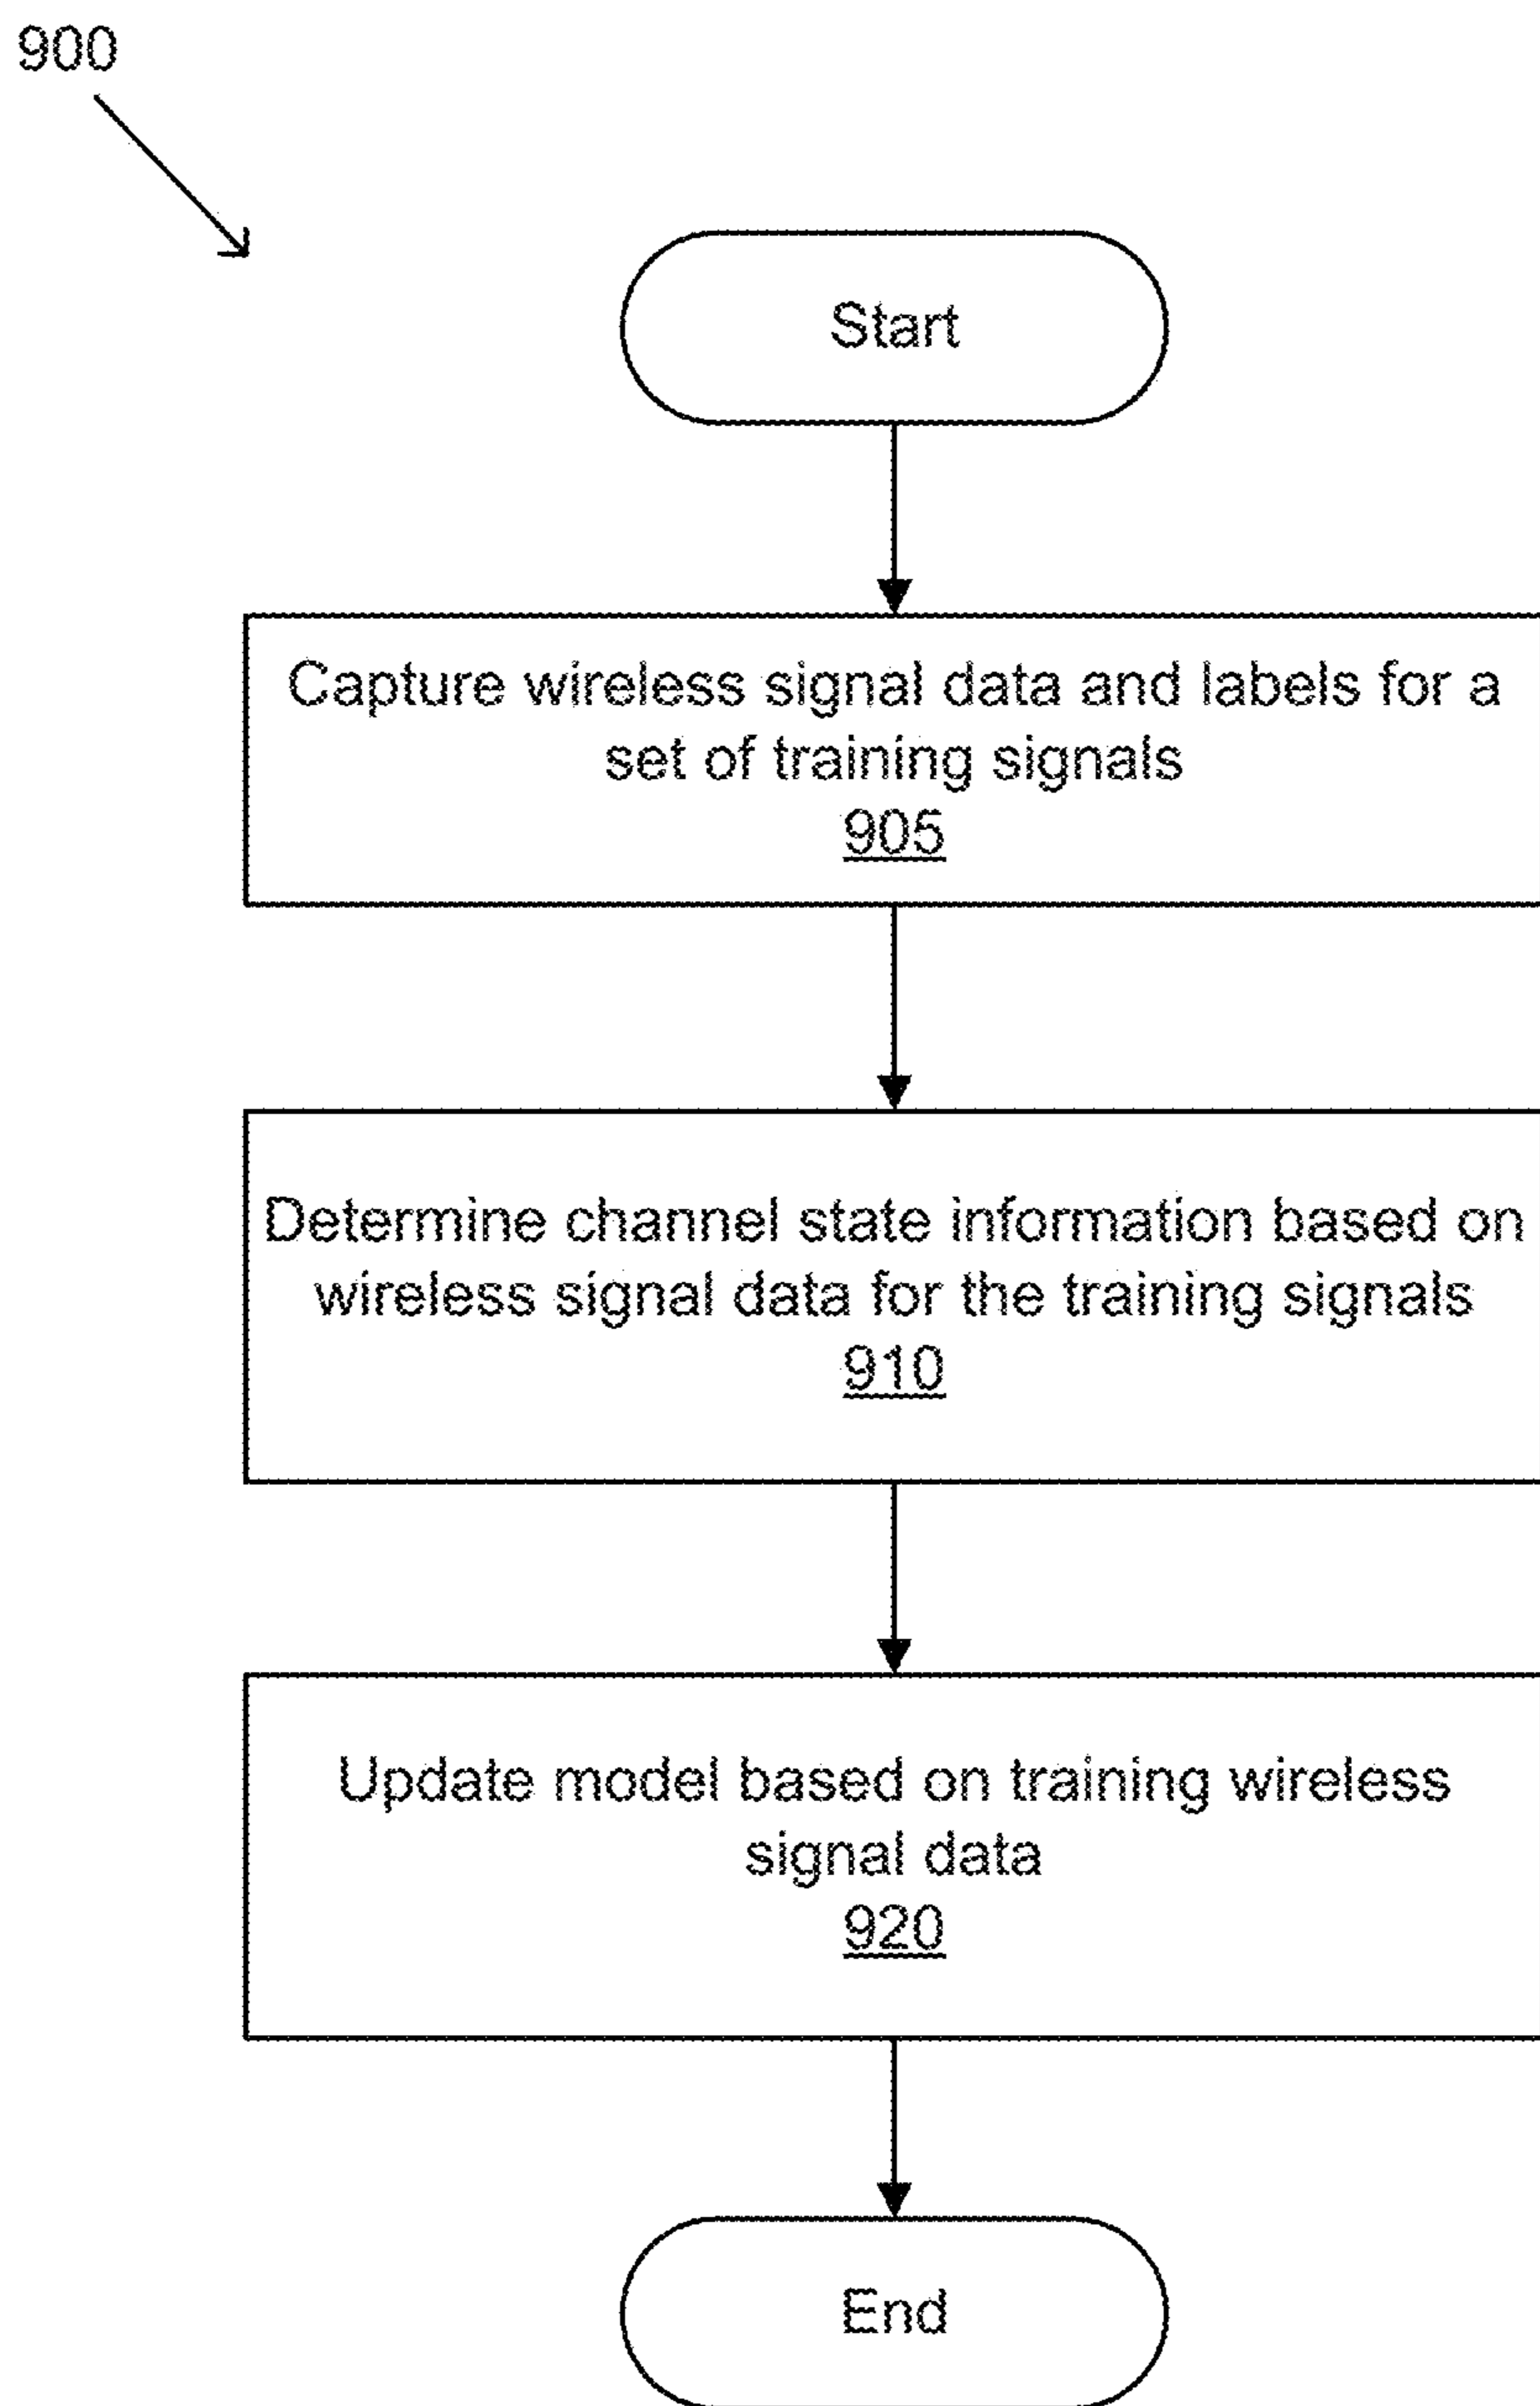 900
Start
Capture wireless signal data and labels for a
set of training signals
905
Determine channel state information based on
wireless signal data for the training signals
910
Update model based on training wireless
signal data
920
End